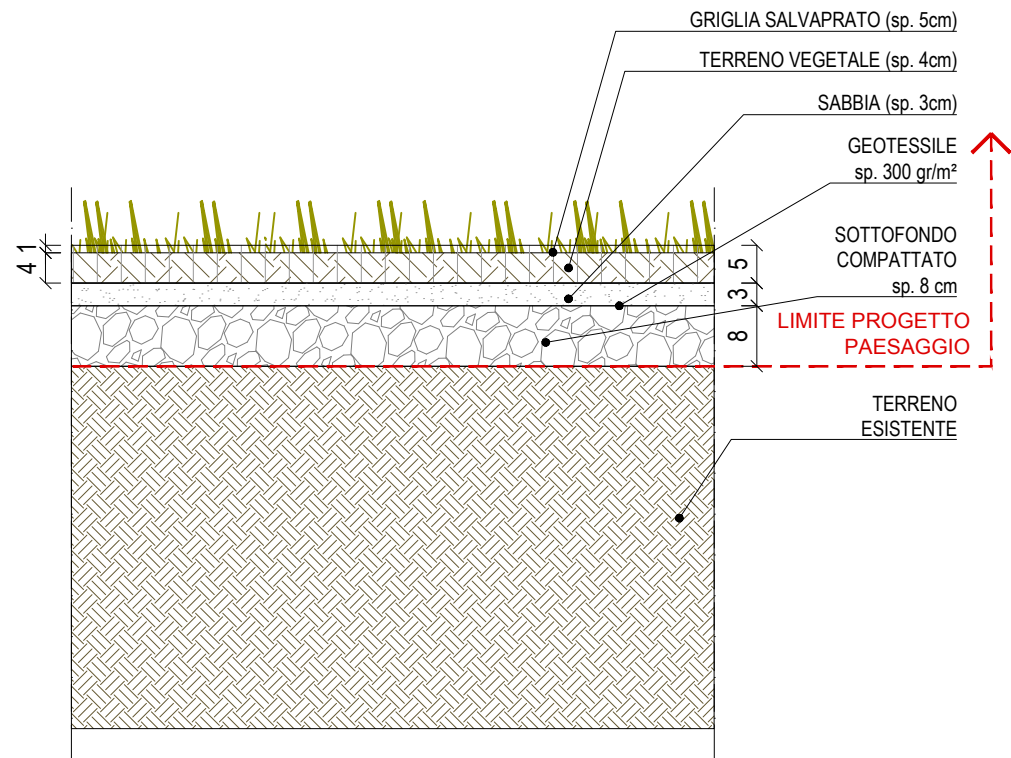 GRIGLIA SALVAPRATO (sp. 5cm)
TERRENO VEGETALE (sp. 4cm)
SABBIA (sp. 3cm)
GEOTESSILE
sp. 300 gr/m²
SOTTOFONDO
COMPATTATO
sp. 8 cm
LIMITE PROGETTO
PAESAGGIO
TERRENO
ESISTENTE
4 1
5
3
8